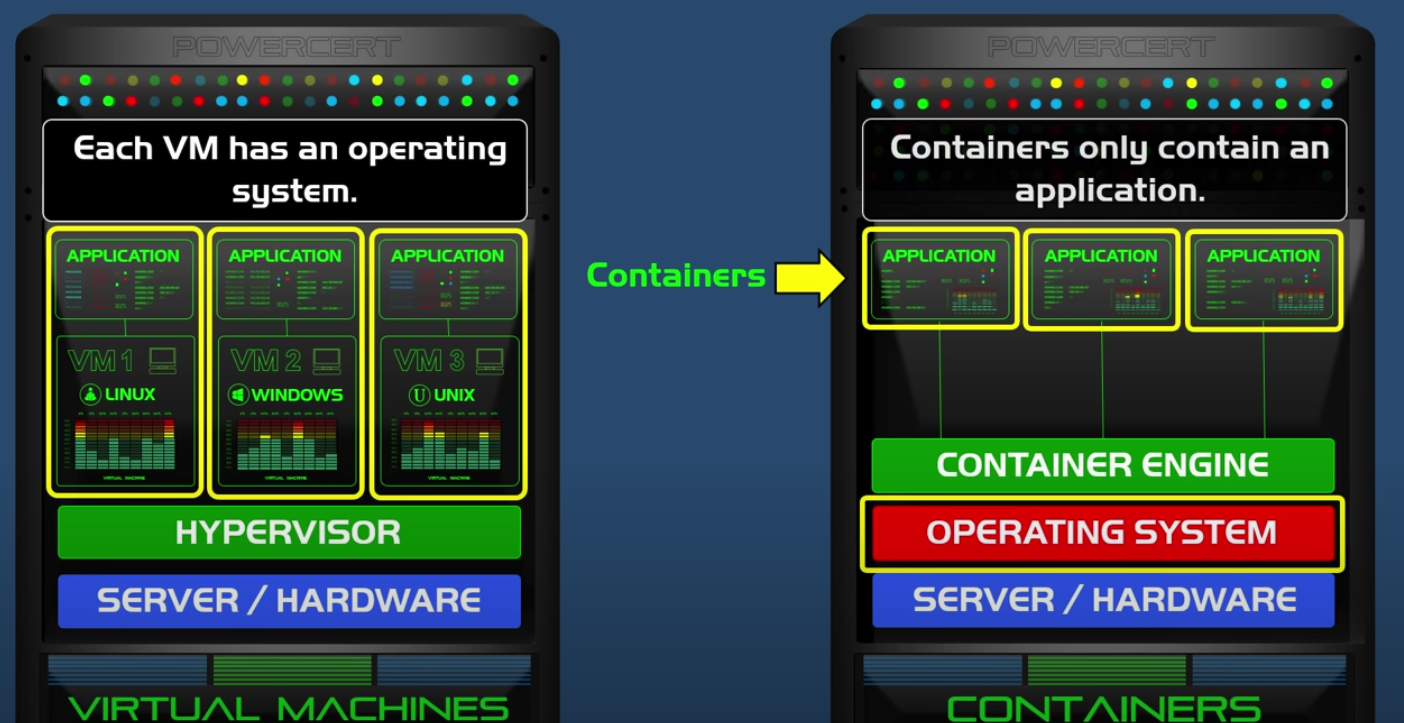 POWERCERT
Each VM has an operating
system.
APPLICATION
APPLICATION
APPLICATION
VM 1
VM 2
VM 3
LINUX
WINDOWS
U UNIX
VIRTUAL MACHINE
VIRTUAL MACHINE
VIRTUAL MACHINE
HYPERVISOR
SERVER / HARDWARE
VIRTUAL MACHINES
Containers
POWERCERT
Containers only contain an
application.
APPLICATION
APPLICATION
APPLICATION
CONTAINER ENGINE
OPERATING SYSTEM
SERVER / HARDWARE
CONTAINERS